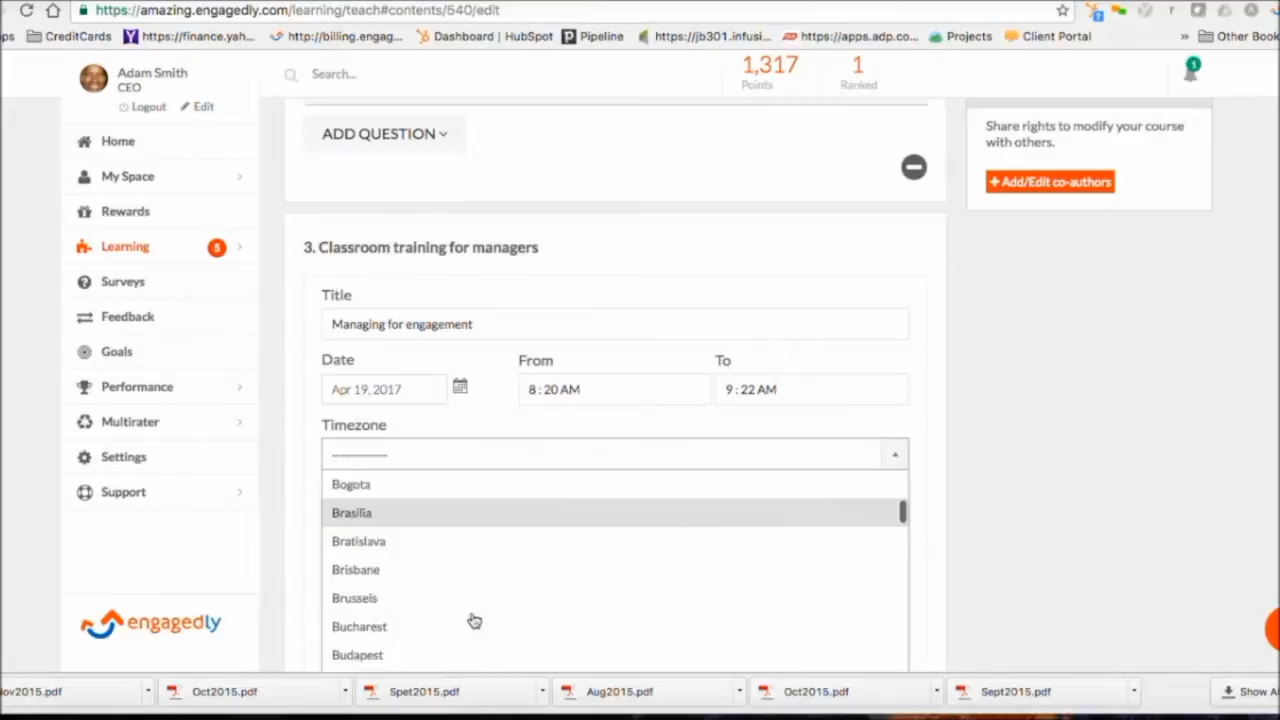 https://amazing.engagedly.com/learning/teach#contents/540/edit
ps CreditCards https://finance.yah... http://billing.engag... Dashboard | HubSpot Pipeline https://jb301.infusi... https://apps.adp.co... Projects Client Portal » Other Book
Adam Smith
CEO
Logout Edit
Search...
1,317
Points
1
Ranked
1
Home
My Space
Rewards
Learning 5
Surveys
Feedback
Goals
Performance
Multirater
Settings
Support
engagedly
ADD QUESTION
3. Classroom training for managers
Title
Managing for engagement
Date From To
Apr 19, 2017 8 : 20 AM 9 : 22 AM
Timezone
---------------
Bogota
Brasilia
Bratislava
Brisbane
Brussels
Bucharest
Budapest
Share rights to modify your course
with others.
+ Add/Edit co-authors
Nov2015.pdf Oct2015.pdf Spet2015.pdf Aug2015.pdf Oct2015.pdf Sept2015.pdf Show A